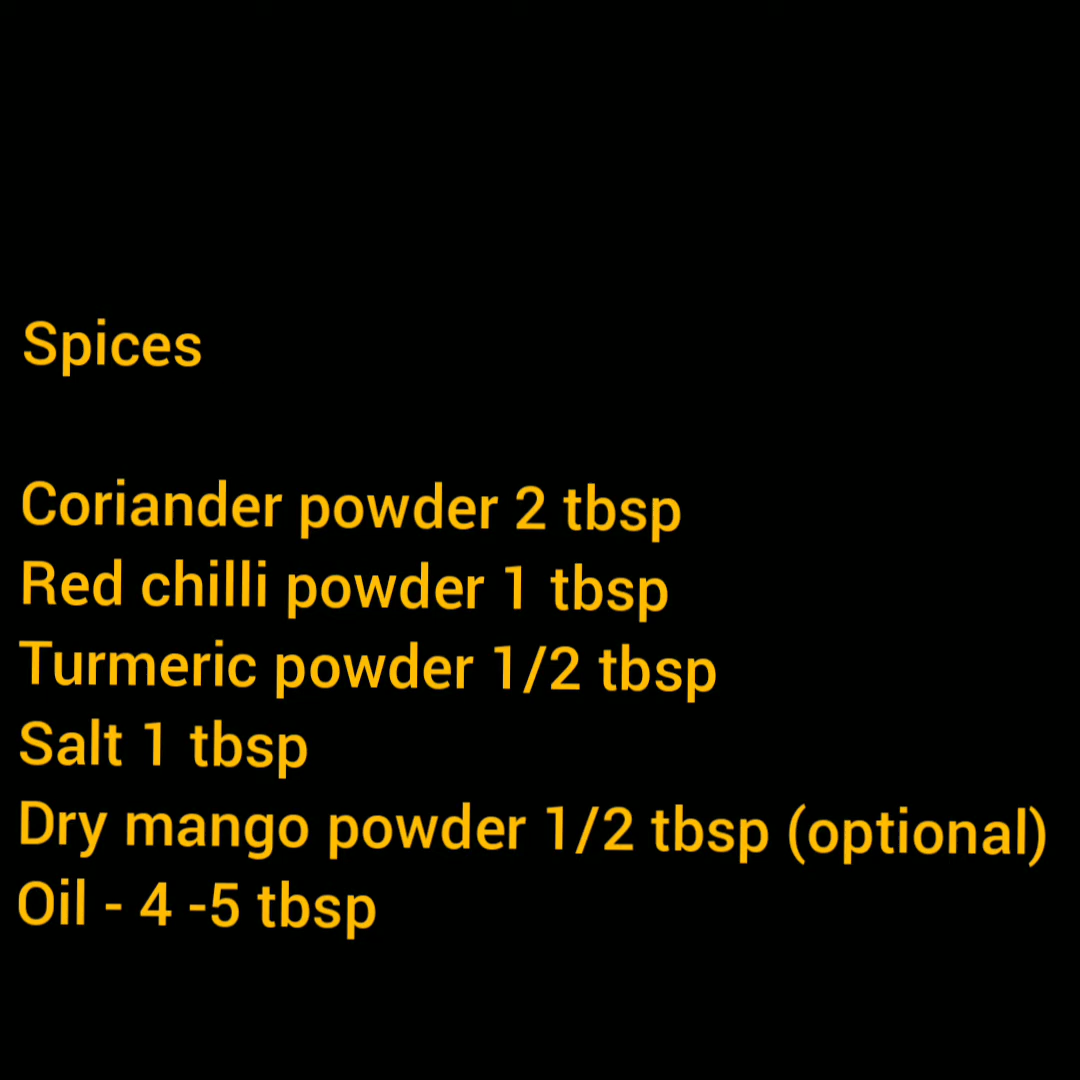 Spices
Coriander powder 2 tbsp
Red chilli powder 1 tbsp
Turmeric powder 1/2 tbsp
Salt 1 tbsp
Dry mango powder 1/2 tbsp (optional)
Oil - 4 -5 tbsp